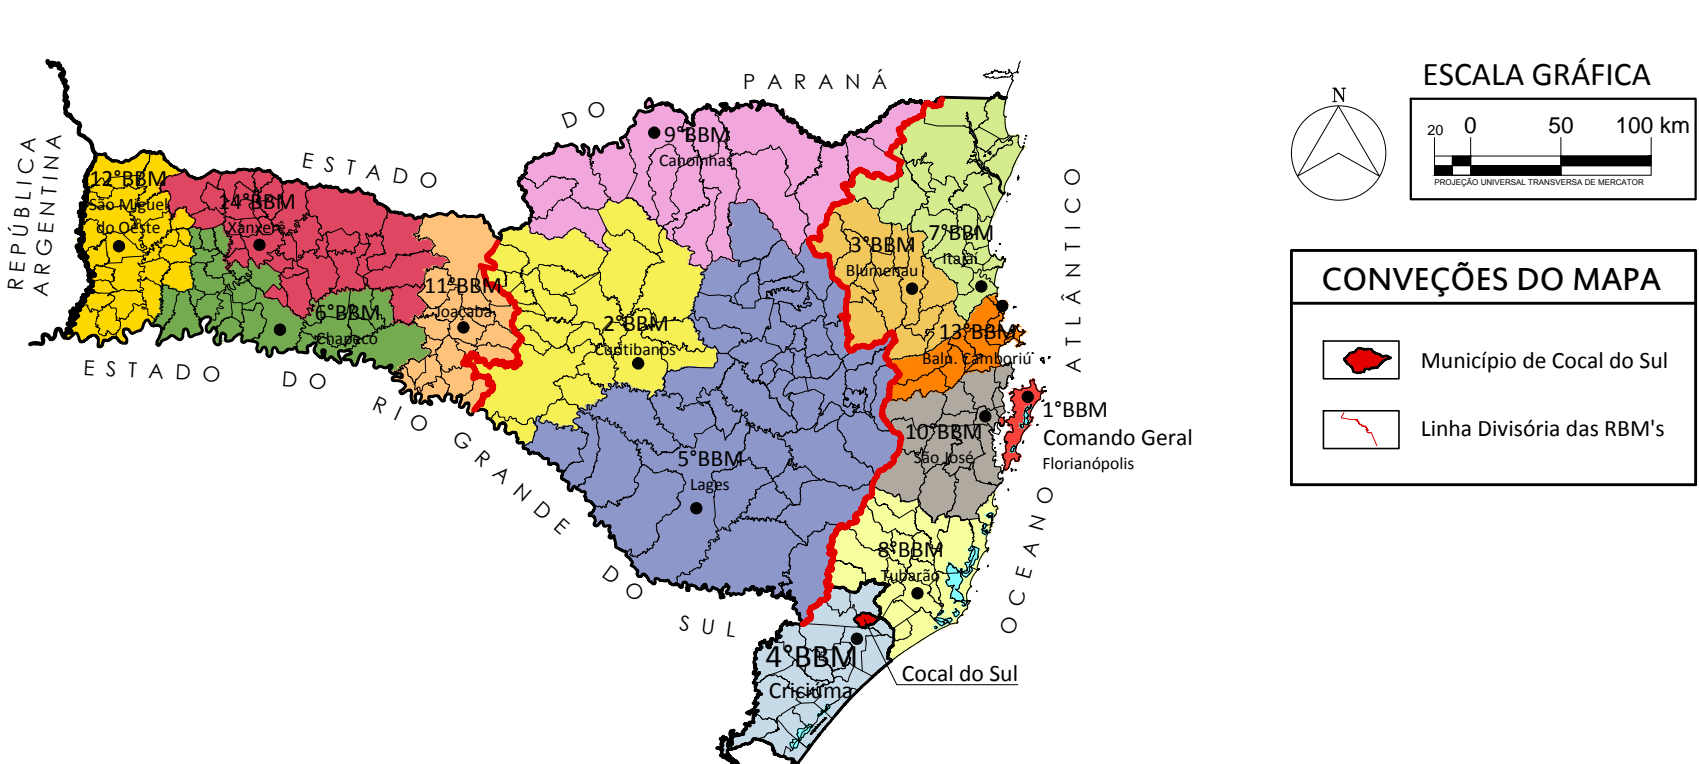 ESTADO
DO
PARANÁ
REPÚBLICA
ARGENTINA
12°BBM
São Miguel
do Oeste
14°BBM
Xanxerê
6°BBM
Chapecó
11°BBM
Joaçaba
9°BBM
Canoinhas
2°BBM
Curitibanos
5°BBM
Lages
3°BBM
Blumenau
7°BBM
Itajaí
13°BBM
Baln. Camboriú
10°BBM
São José
1°BBM
Comando Geral
Florianópolis
8°BBM
Tubarão
4°BBM
Criciúma
Cocal do Sul
ESTADO DO RIO GRANDE DO SUL
OCEANO ATLÂNTICO
N
ESCALA GRÁFICA
20 0 50 100 km
PROJEÇÃO UNIVERSAL TRANSVERSA DE MERCATOR
CONVEÇÕES DO MAPA
Município de Cocal do Sul
Linha Divisória das RBM's